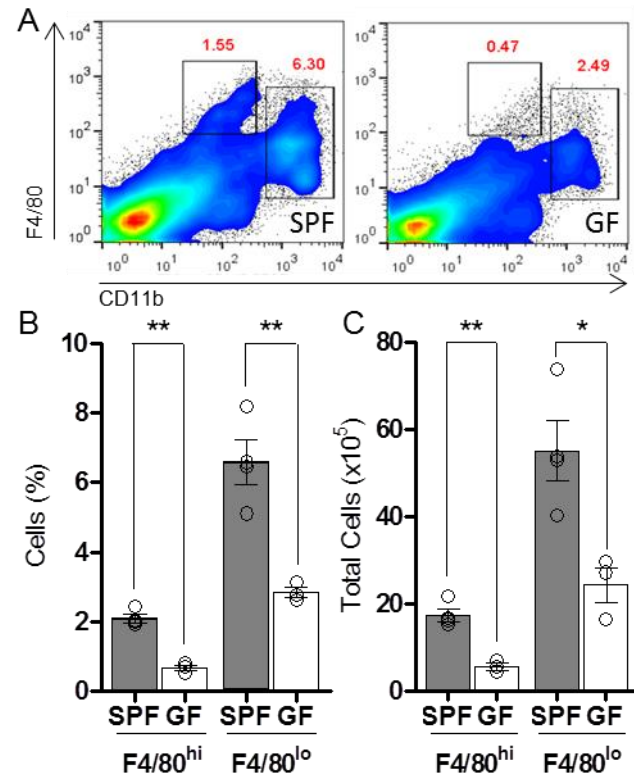 A
F4/80
10⁴
10³
10²
10¹
10⁰
1.55
6.30
SPF
10⁰ 10¹ 10² 10³ 10⁴
10⁴
10³
10²
10¹
10⁰
0.47
2.49
GF
10⁰ 10¹ 10² 10³ 10⁴
CD11b
B
Cells (%)
10
8
6
4
2
0
** **
SPF GF SPF GF
F4/80ʰⁱ F4/80ˡᵒ
C
Total Cells (x10⁵)
80
60
40
20
0
** *
SPF GF SPF GF
F4/80ʰⁱ F4/80ˡᵒ